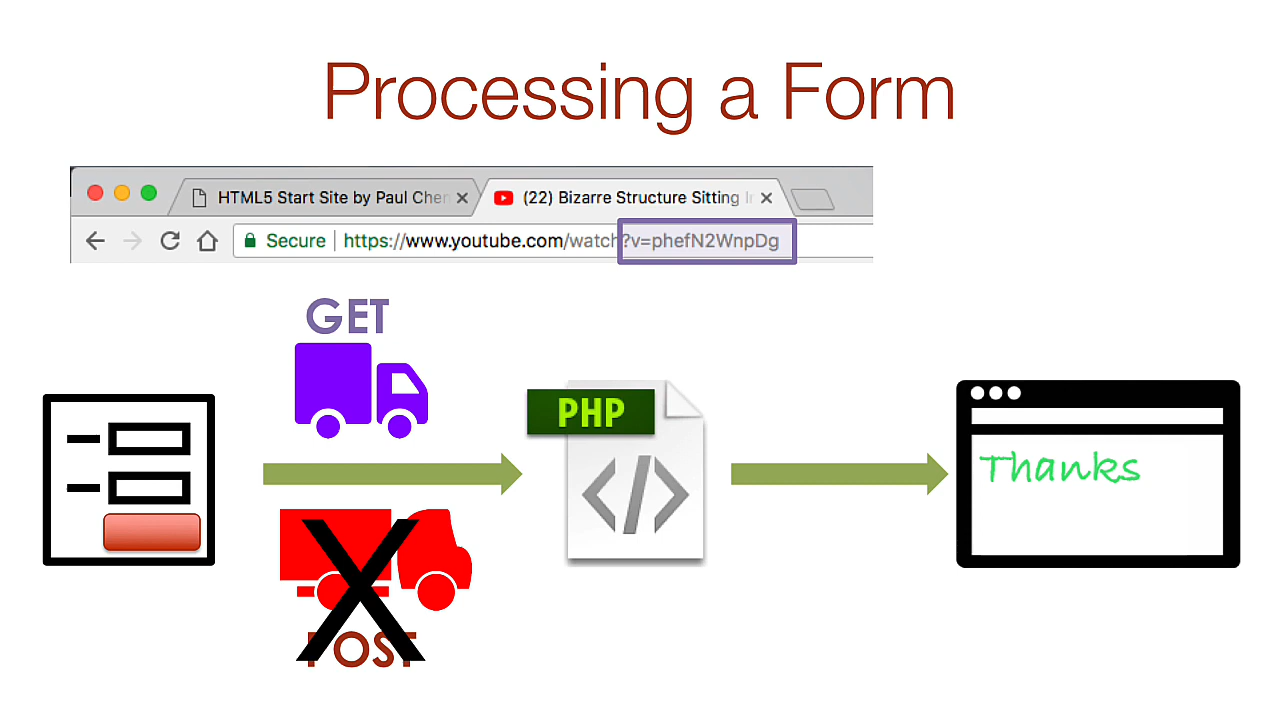 Processing a Form
HTML5 Start Site by Paul Cher
(22) Bizarre Structure Sitting I
Secure https://www.youtube.com/watch?v=phefN2WnpDg
GET
PHP
</>
Thanks
POST